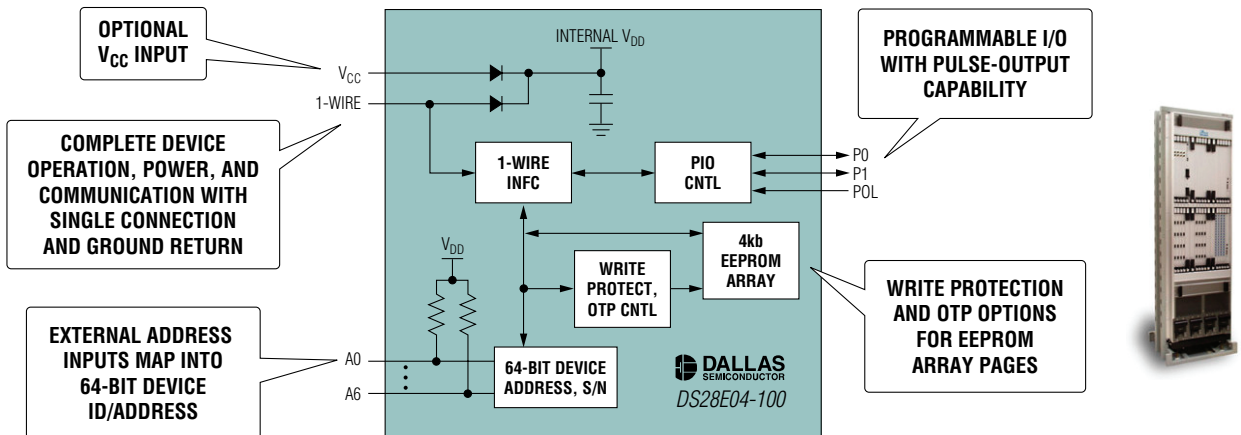 OPTIONAL
VCC INPUT
COMPLETE DEVICE
OPERATION, POWER, AND
COMMUNICATION WITH
SINGLE CONNECTION
AND GROUND RETURN
EXTERNAL ADDRESS
INPUTS MAP INTO
64-BIT DEVICE
ID/ADDRESS
VCC
1-WIRE
A0
A6
INTERNAL VDD
1-WIRE
INFC
PIO
CNTL
VDD
WRITE
PROTECT,
OTP CNTL
4kb
EEPROM
ARRAY
64-BIT DEVICE
ADDRESS, S/N
DALLAS
SEMICONDUCTOR
DS28E04-100
P0
P1
POL
PROGRAMMABLE I/O
WITH PULSE-OUTPUT
CAPABILITY
WRITE PROTECTION
AND OTP OPTIONS
FOR EEPROM
ARRAY PAGES